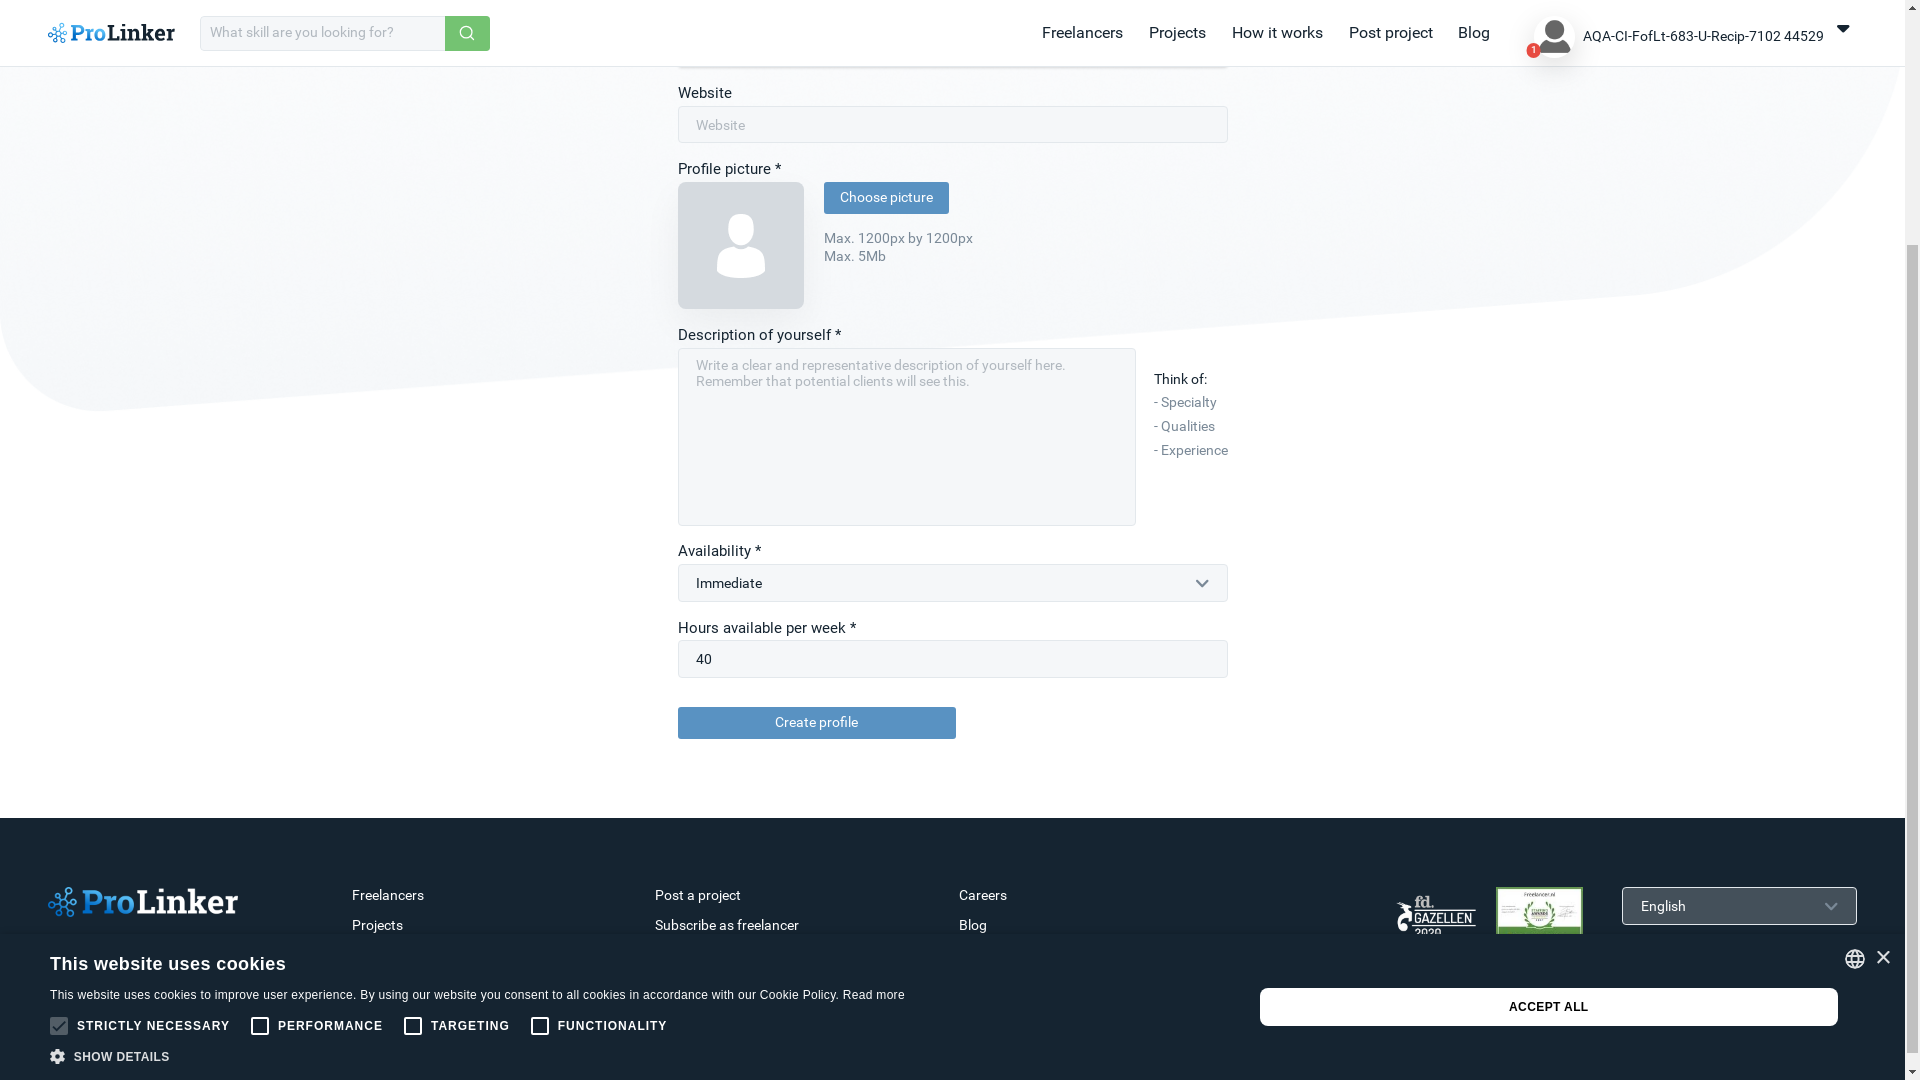 ProLinker
What skill are you looking for?
Freelancers
Projects
How it works
Post project
Blog
1
AQA-CI-FofLt-683-U-Recip-7102 44529
Website
Website
Profile picture *
Choose picture
Max. 1200px by 1200px
Max. 5Mb
Description of yourself *
Write a clear and representative description of yourself here.
Remember that potential clients will see this.
Think of:
- Specialty
- Qualities
- Experience
Availability *
Immediate
Hours available per week *
40
Create profile
ProLinker
Freelancers
Projects
Post a project
Subscribe as freelancer
Careers
Blog
fd.
GAZELLEN
2020
Freelancer.nl
English
This website uses cookies
This website uses cookies to improve user experience. By using our website you consent to all cookies in accordance with our Cookie Policy. Read more
STRICTLY NECESSARY
PERFORMANCE
TARGETING
FUNCTIONALITY
SHOW DETAILS
ACCEPT ALL